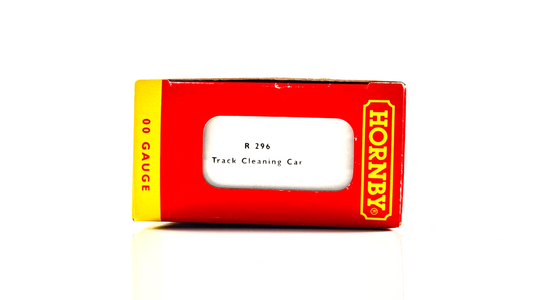 00 GAUGE
R 296
Track Cleaning Car
HORNBY®